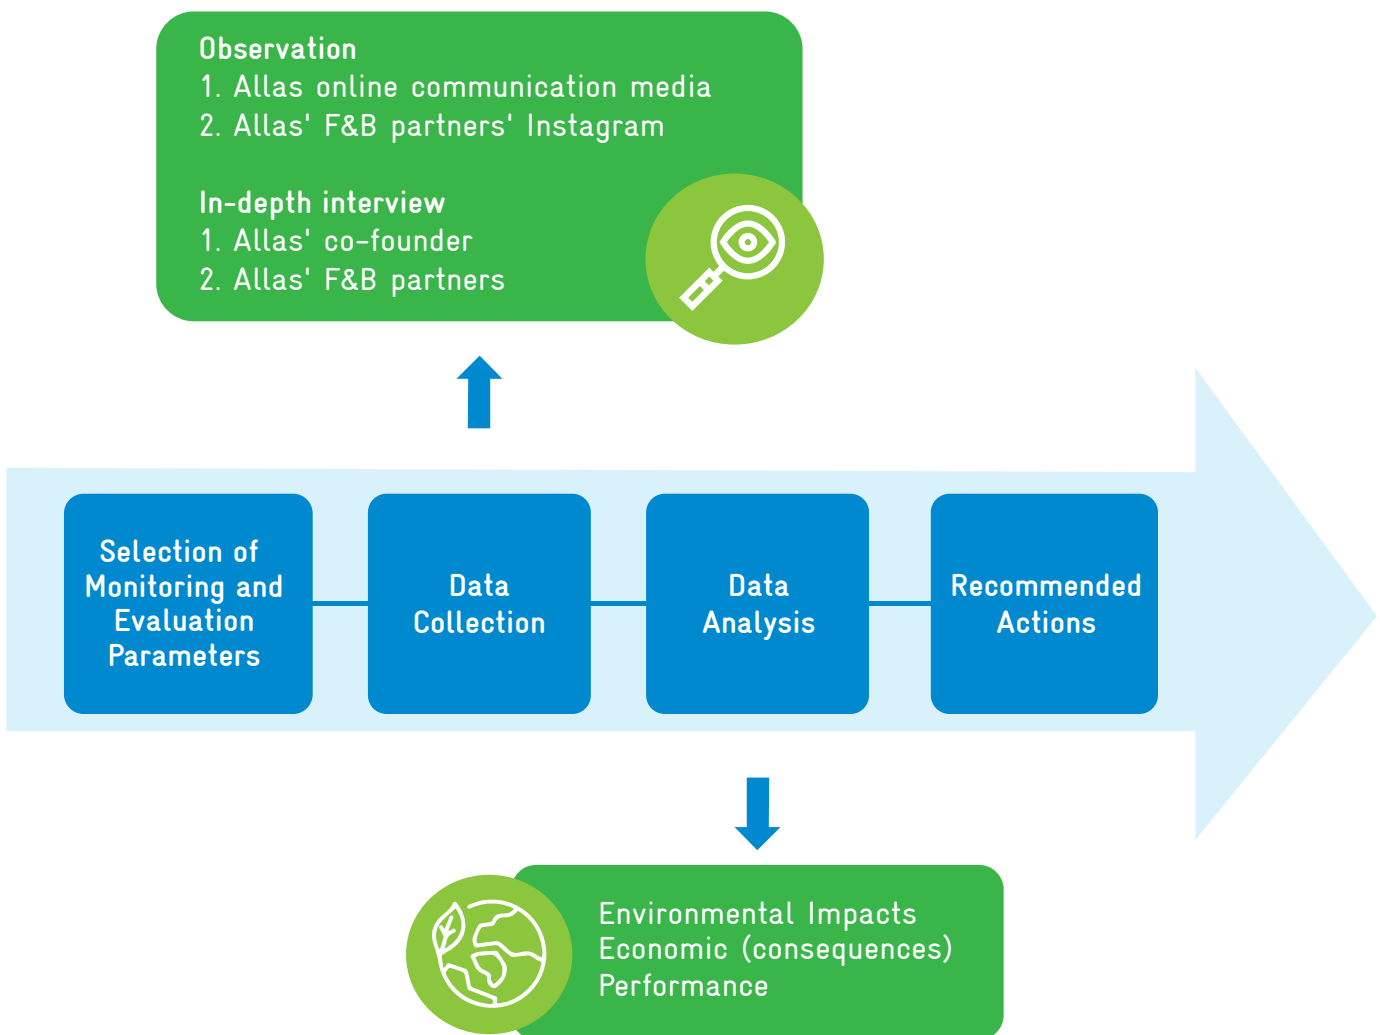 Observation
1. Allas online communication media
2. Allas' F&B partners' Instagram
In-depth interview
1. Allas' co-founder
2. Allas' F&B partners
Selection of
Monitoring and
Evaluation
Parameters
Data
Collection
Data
Analysis
Recommended
Actions
Environmental Impacts
Economic (consequences)
Performance